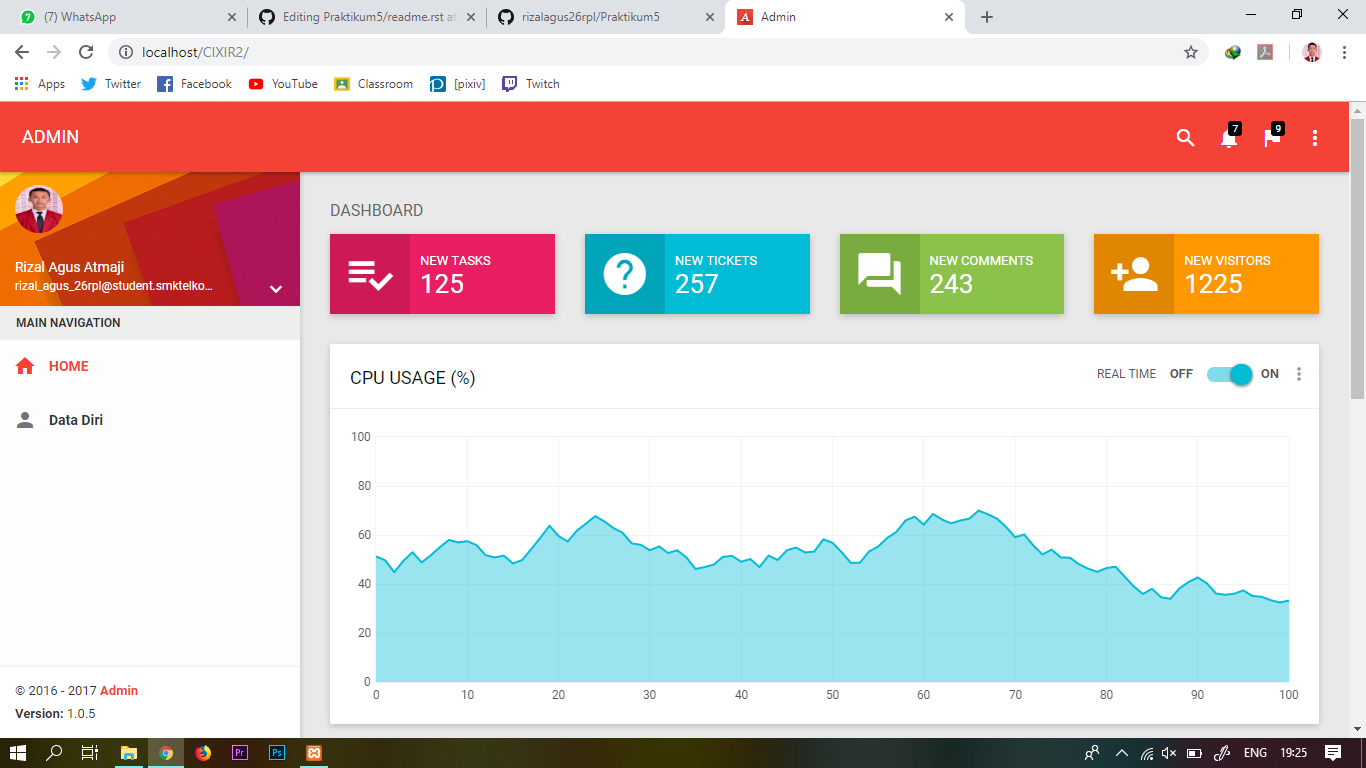 (7) WhatsApp
Editing Praktikum5/readme.rst at
rizalagus26rpl/Praktikum5
Admin
localhost/CIXIR2/
Apps
Twitter
Facebook
YouTube
Classroom
[pixiv]
Twitch
ADMIN
7
9
Rizal Agus Atmaji
rizal_agus_26rpl@student.smktelko...
MAIN NAVIGATION
HOME
Data Diri
© 2016 - 2017 Admin
Version: 1.0.5
DASHBOARD
NEW TASKS
125
NEW TICKETS
257
NEW COMMENTS
243
NEW VISITORS
1225
CPU USAGE (%)
REAL TIME OFF ON
100
80
60
40
20
0
0 10 20 30 40 50 60 70 80 90 100
Pr
Ps
ENG
19:25